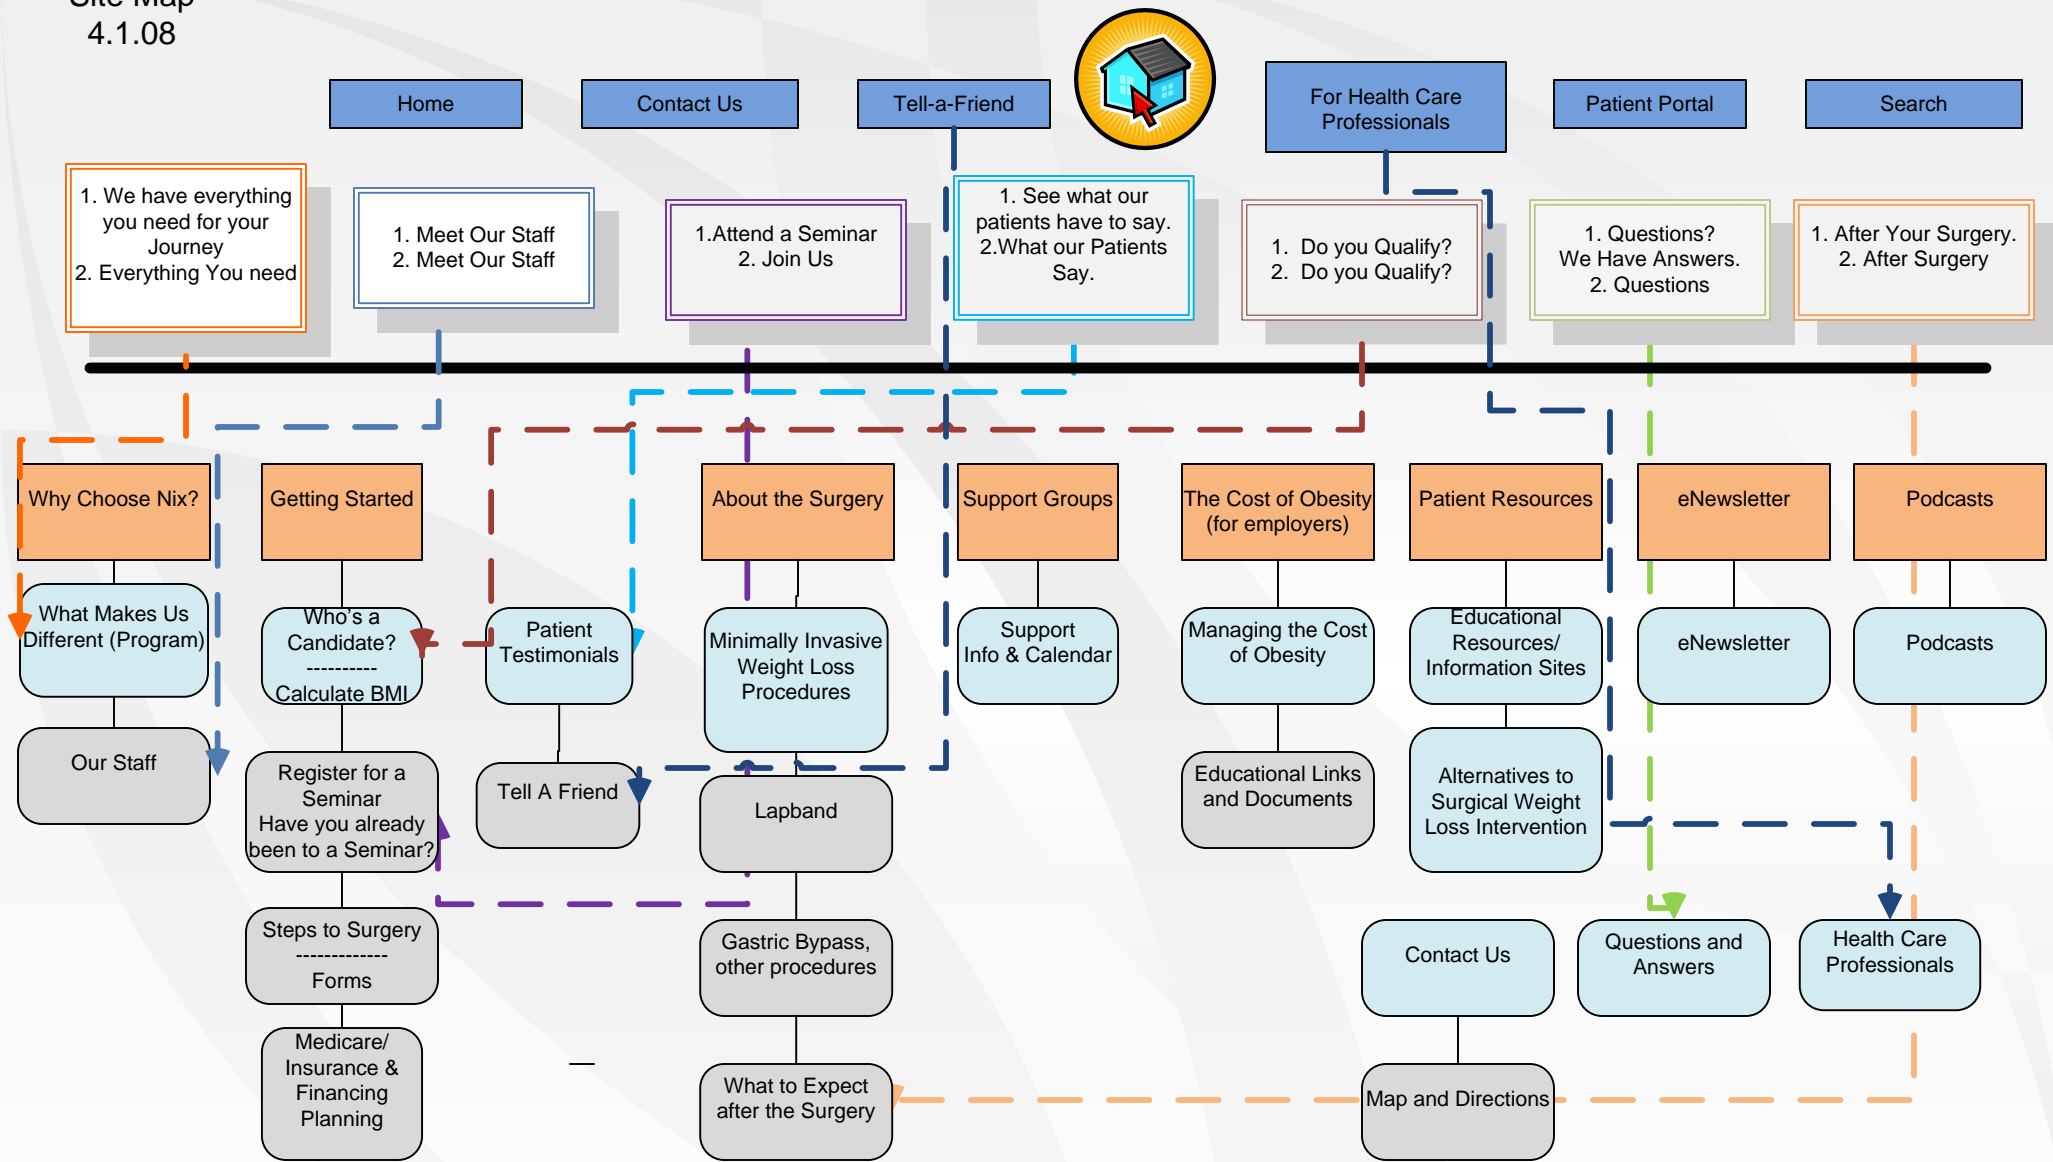 Site Map
4.1.08
Home
Contact Us
Tell-a-Friend
For Health Care
Professionals
Patient Portal
Search
1. We have everything
you need for your
Journey
2. Everything You need
1. Meet Our Staff
2. Meet Our Staff
1.Attend a Seminar
2. Join Us
1. See what our
patients have to say.
2.What our Patients
Say.
1. Do you Qualify?
2. Do you Qualify?
1. Questions?
We Have Answers.
2. Questions
1. After Your Surgery.
2. After Surgery
Why Choose Nix?
Getting Started
About the Surgery
Support Groups
The Cost of Obesity
(for employers)
Patient Resources
eNewsletter
Podcasts
What Makes Us
Different (Program)
Who's a
Candidate?
----------
Calculate BMI
Patient
Testimonials
Minimally Invasive
Weight Loss
Procedures
Support
Info & Calendar
Managing the Cost
of Obesity
Educational
Resources/
Information Sites
eNewsletter
Podcasts
Our Staff
Register for a
Seminar
Have you already
been to a Seminar?
Tell A Friend
Lapband
Educational Links
and Documents
Alternatives to
Surgical Weight
Loss Intervention
Steps to Surgery
-------------
Forms
Gastric Bypass,
other procedures
Contact Us
Questions and
Answers
Health Care
Professionals
Medicare/
Insurance &
Financing
Planning
What to Expect
after the Surgery
Map and Directions